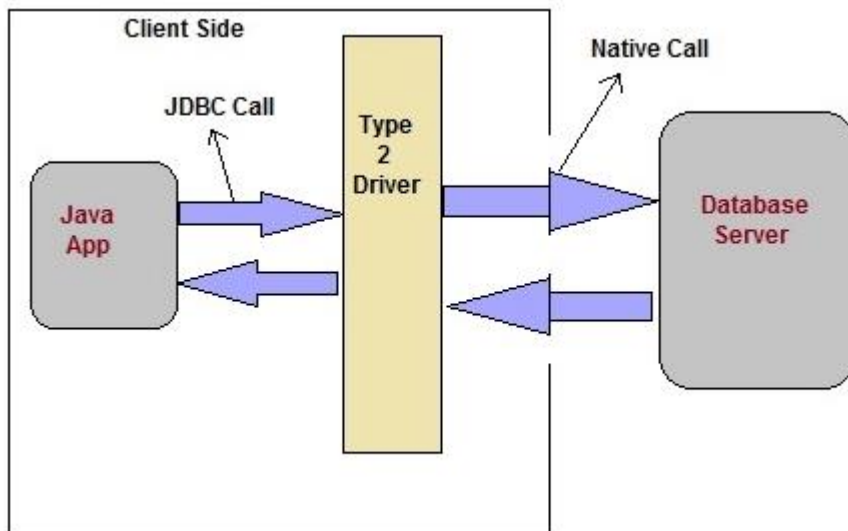 Client Side
Native Call
JDBC Call
Type
2
Driver
Java
App
Database
Server